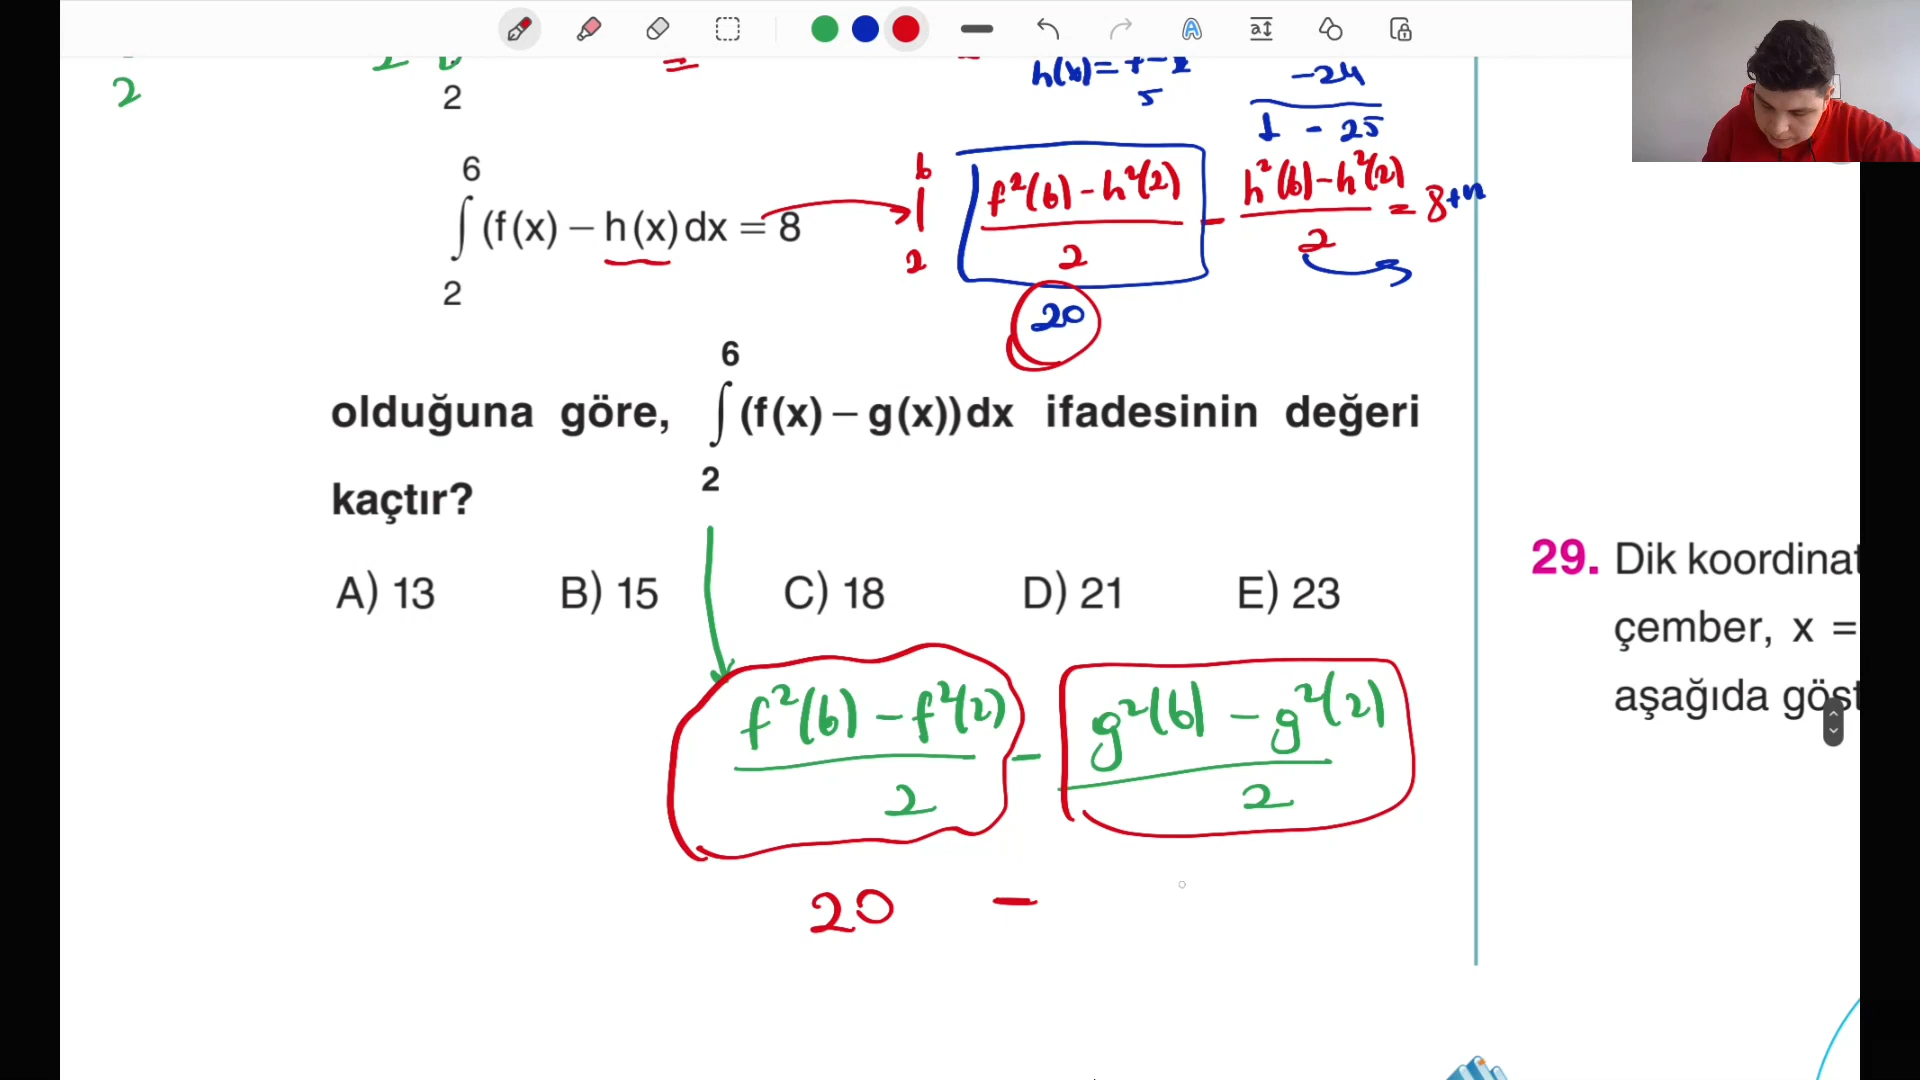 2
2
h(x)=
5
-24
1 - 25
6
∫ (f(x) – h(x) dx = 8
2
6
2
f²(6) - h²(2)
2
-
h²(6) - h²(2)
2
= 8+n
20
olduğuna göre, 6 ∫ 2 (f(x) – g(x)) dx ifadesinin değeri
kaçtır?
A) 13 B) 15 C) 18 D) 21 E) 23
f²(6) - f²(2)
2
-
g²(6) - g²(2)
2
20 -
29. Dik koordinat
çember, x =
aşağıda göst